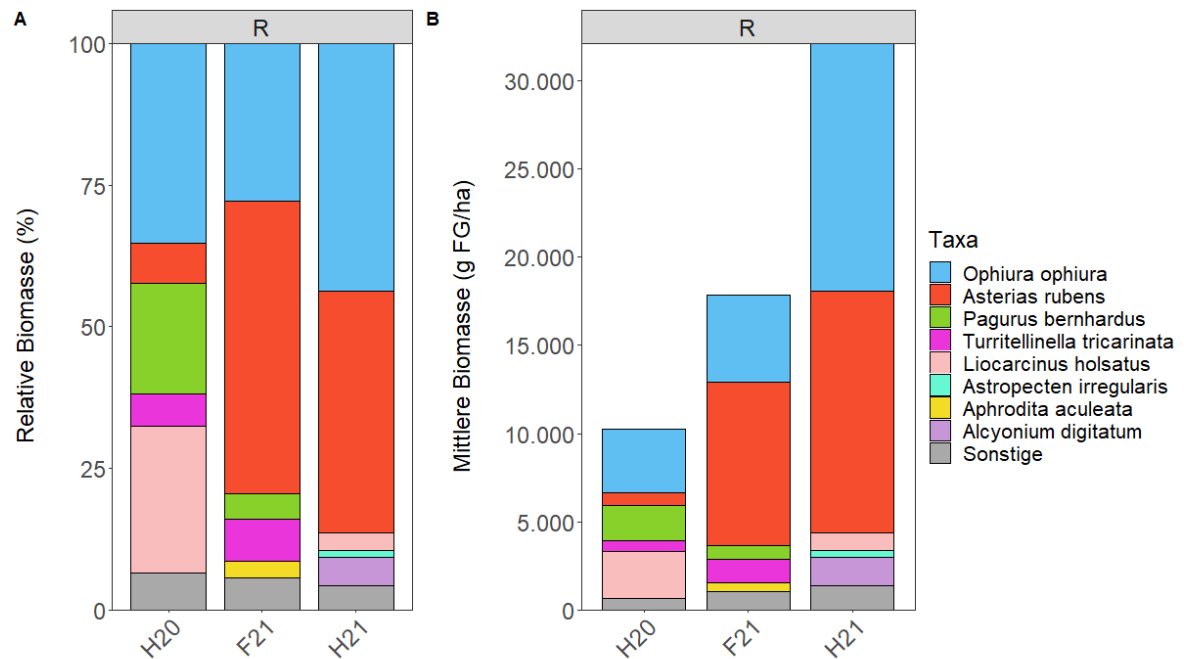 A
R
Relative Biomasse (%)
100
75
50
25
0
H20
F21
H21
B
R
Mittlere Biomasse (g FG/ha)
30.000
25.000
20.000
15.000
10.000
5.000
0
H20
F21
H21
Taxa
Ophiura ophiura
Asterias rubens
Pagurus bernhardus
Turritellinella tricarinata
Liocarcinus holsatus
Astropecten irregularis
Aphrodita aculeata
Alcyonium digitatum
Sonstige